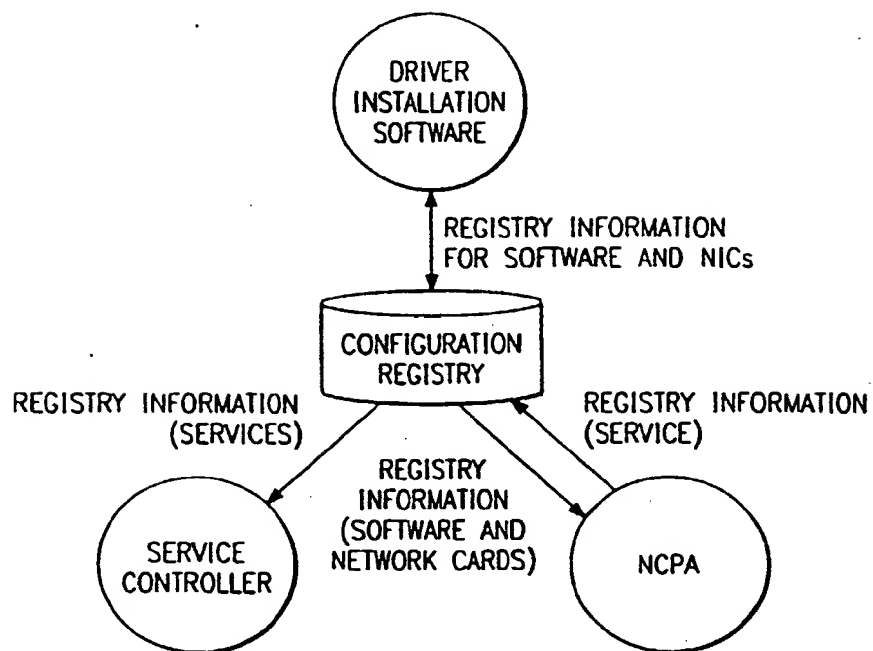 DRIVER
INSTALLATION
SOFTWARE
REGISTRY INFORMATION
FOR SOFTWARE AND NICs
CONFIGURATION
REGISTRY
REGISTRY INFORMATION
(SERVICES)
REGISTRY INFORMATION
(SERVICE)
REGISTRY
INFORMATION
(SOFTWARE AND
NETWORK CARDS)
SERVICE
CONTROLLER
NCPA